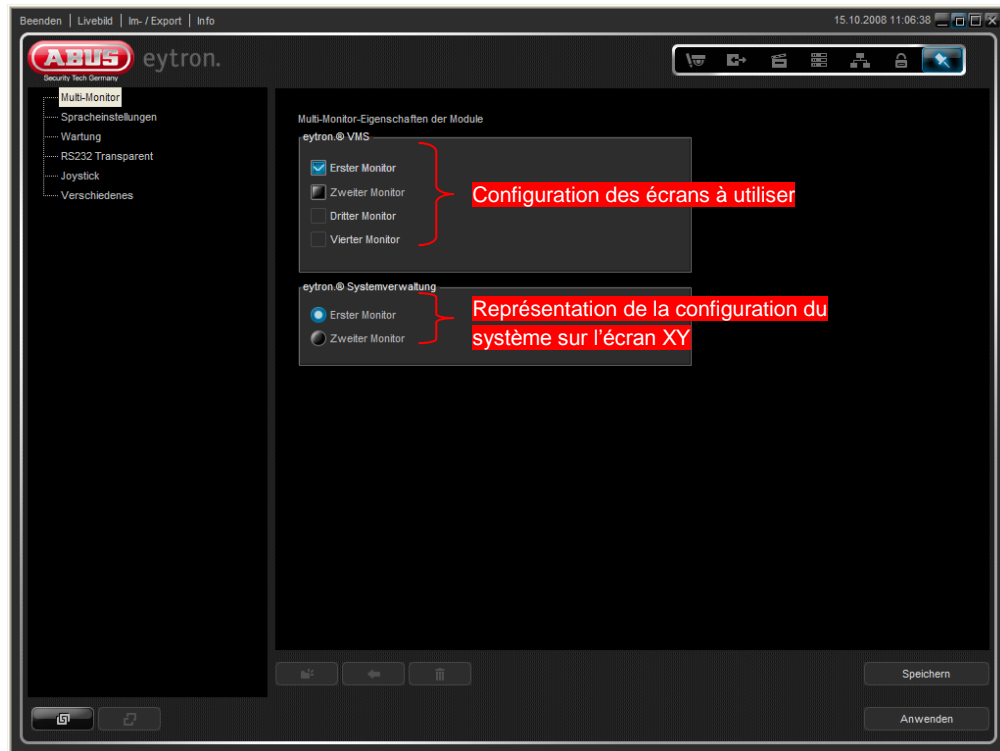 Beenden | Livebild | Im- / Export | Info
15.10.2008 11:06:38
ABUS
eytron.
Security Tech Germany
Multi-Monitor
Spracheinstellungen
Wartung
RS232 Transparent
Joystick
Verschiedenes
Multi-Monitor-Eigenschaften der Module
eytron.® VMS
Erster Monitor
Zweiter Monitor
Dritter Monitor
Vierter Monitor
Configuration des écrans à utiliser
eytron.® Systemverwaltung
Erster Monitor
Zweiter Monitor
Représentation de la configuration du
système sur l’écran XY
Speichern
Anwenden